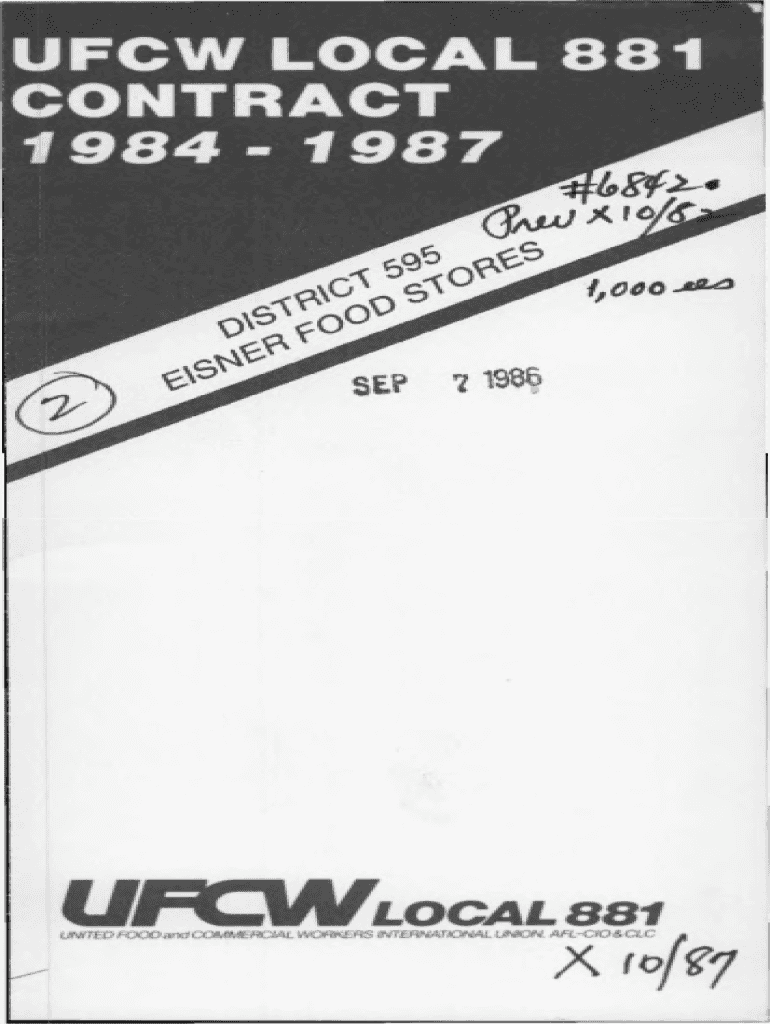 UFCW LOCAL 881
CONTRACT
1984 - 1987
#6842.
Prev X 10/8
DISTRICT 595
EISNER FOOD STORES
1,000 ees
2
SEP 7 1986
UFCW LOCAL 881
UNITED FOOD and COMMERCIAL WORKERS INTERNATIONAL UNION, AFL-CIO & CLC
X 10/87